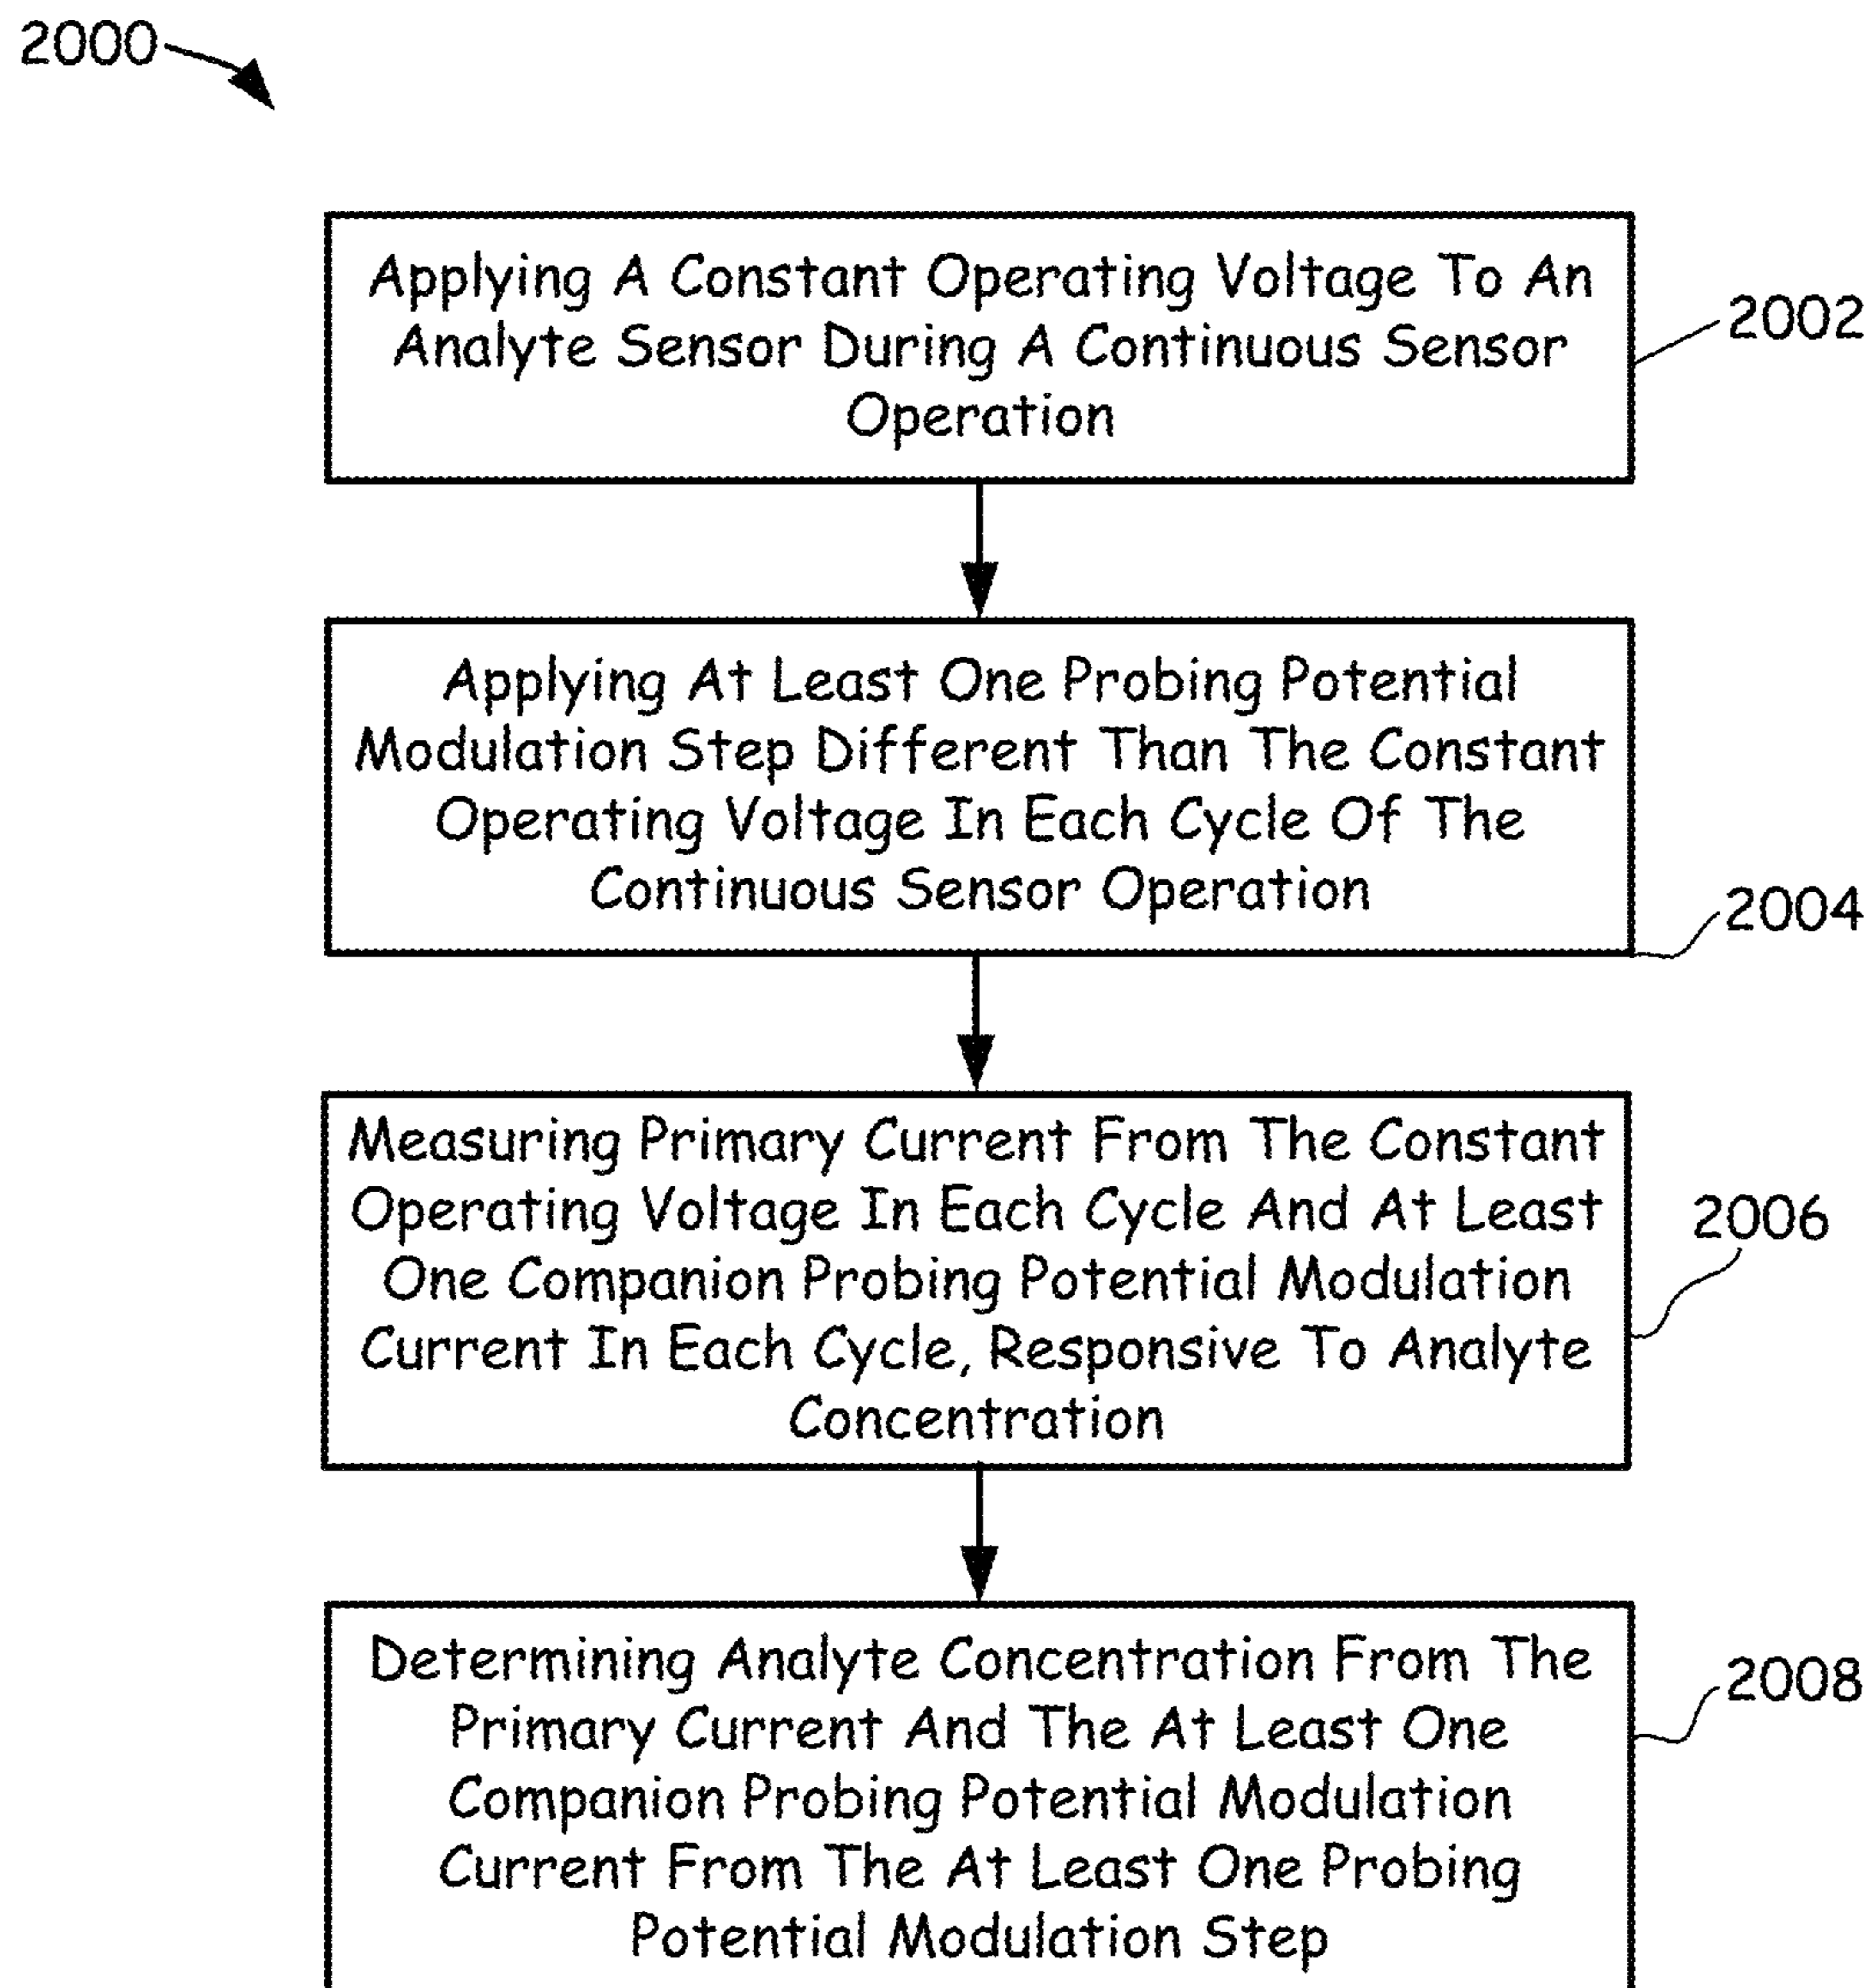 2000
Applying A Constant Operating Voltage To An
Analyte Sensor During A Continuous Sensor
Operation
2002
Applying At Least One Probing Potential
Modulation Step Different Than The Constant
Operating Voltage In Each Cycle Of The
Continuous Sensor Operation
2004
Measuring Primary Current From The Constant
Operating Voltage In Each Cycle And At Least
One Companion Probing Potential Modulation
Current In Each Cycle, Responsive To Analyte
Concentration
2006
Determining Analyte Concentration From The
Primary Current And The At Least One
Companion Probing Potential Modulation
Current From The At Least One Probing
Potential Modulation Step
2008